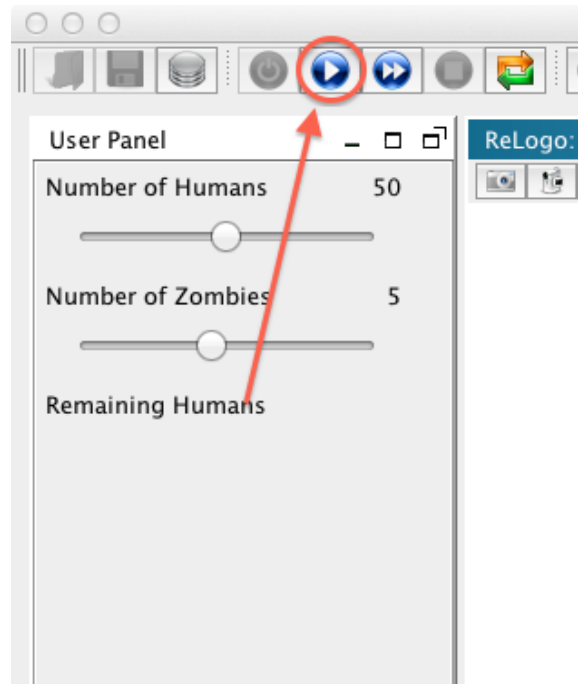 User Panel
ReLogo:
Number of Humans 50
Number of Zombies 5
Remaining Humans